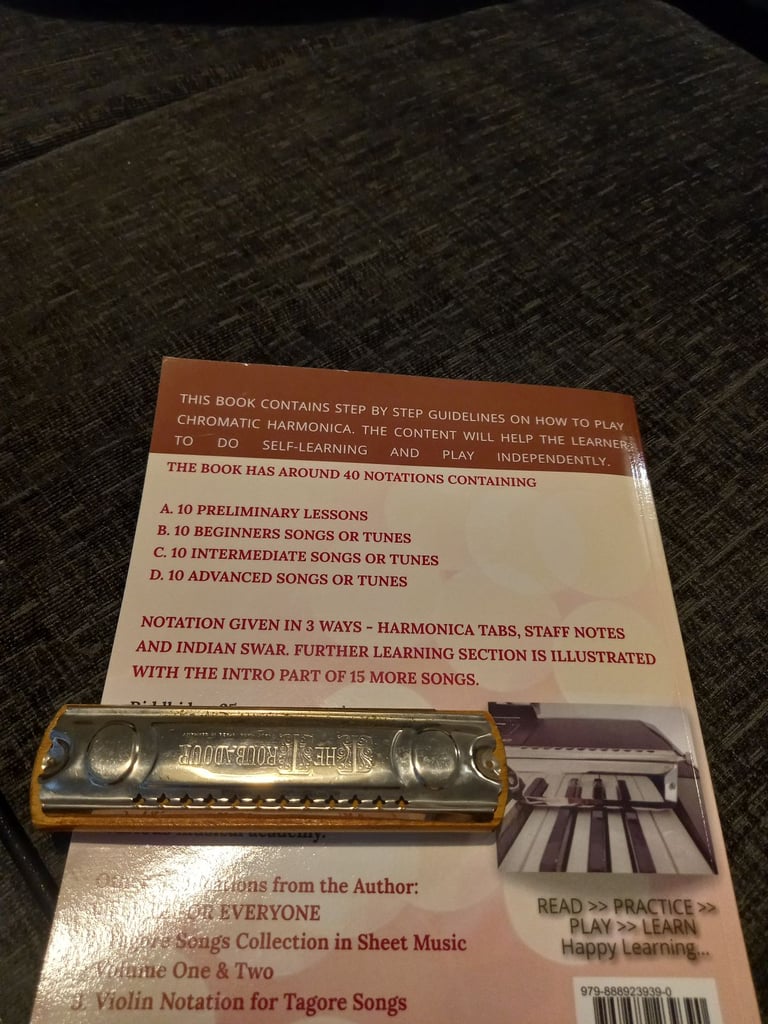 THIS BOOK CONTAINS STEP BY STEP GUIDELINES ON HOW TO PLAY
CHROMATIC HARMONICA. THE CONTENT WILL HELP THE LEARNER
TO DO SELF-LEARNING AND PLAY INDEPENDENTLY.
THE BOOK HAS AROUND 40 NOTATIONS CONTAINING
A. 10 PRELIMINARY LESSONS
B. 10 BEGINNERS SONGS OR TUNES
C. 10 INTERMEDIATE SONGS OR TUNES
D. 10 ADVANCED SONGS OR TUNES
NOTATION GIVEN IN 3 WAYS - HARMONICA TABS, STAFF NOTES
AND INDIAN SWAR. FURTHER LEARNING SECTION IS ILLUSTRATED
WITH THE INTRO PART OF 15 MORE SONGS.
THE TROUBADOUR
musical academy.
from the Author:
FOR EVERYONE
Tagore Songs Collection in Sheet Music
Volume One & Two
3. Violin Notation for Tagore Songs
READ >> PRACTICE >>
PLAY >> LEARN
Happy Learning...
979-888923939-0